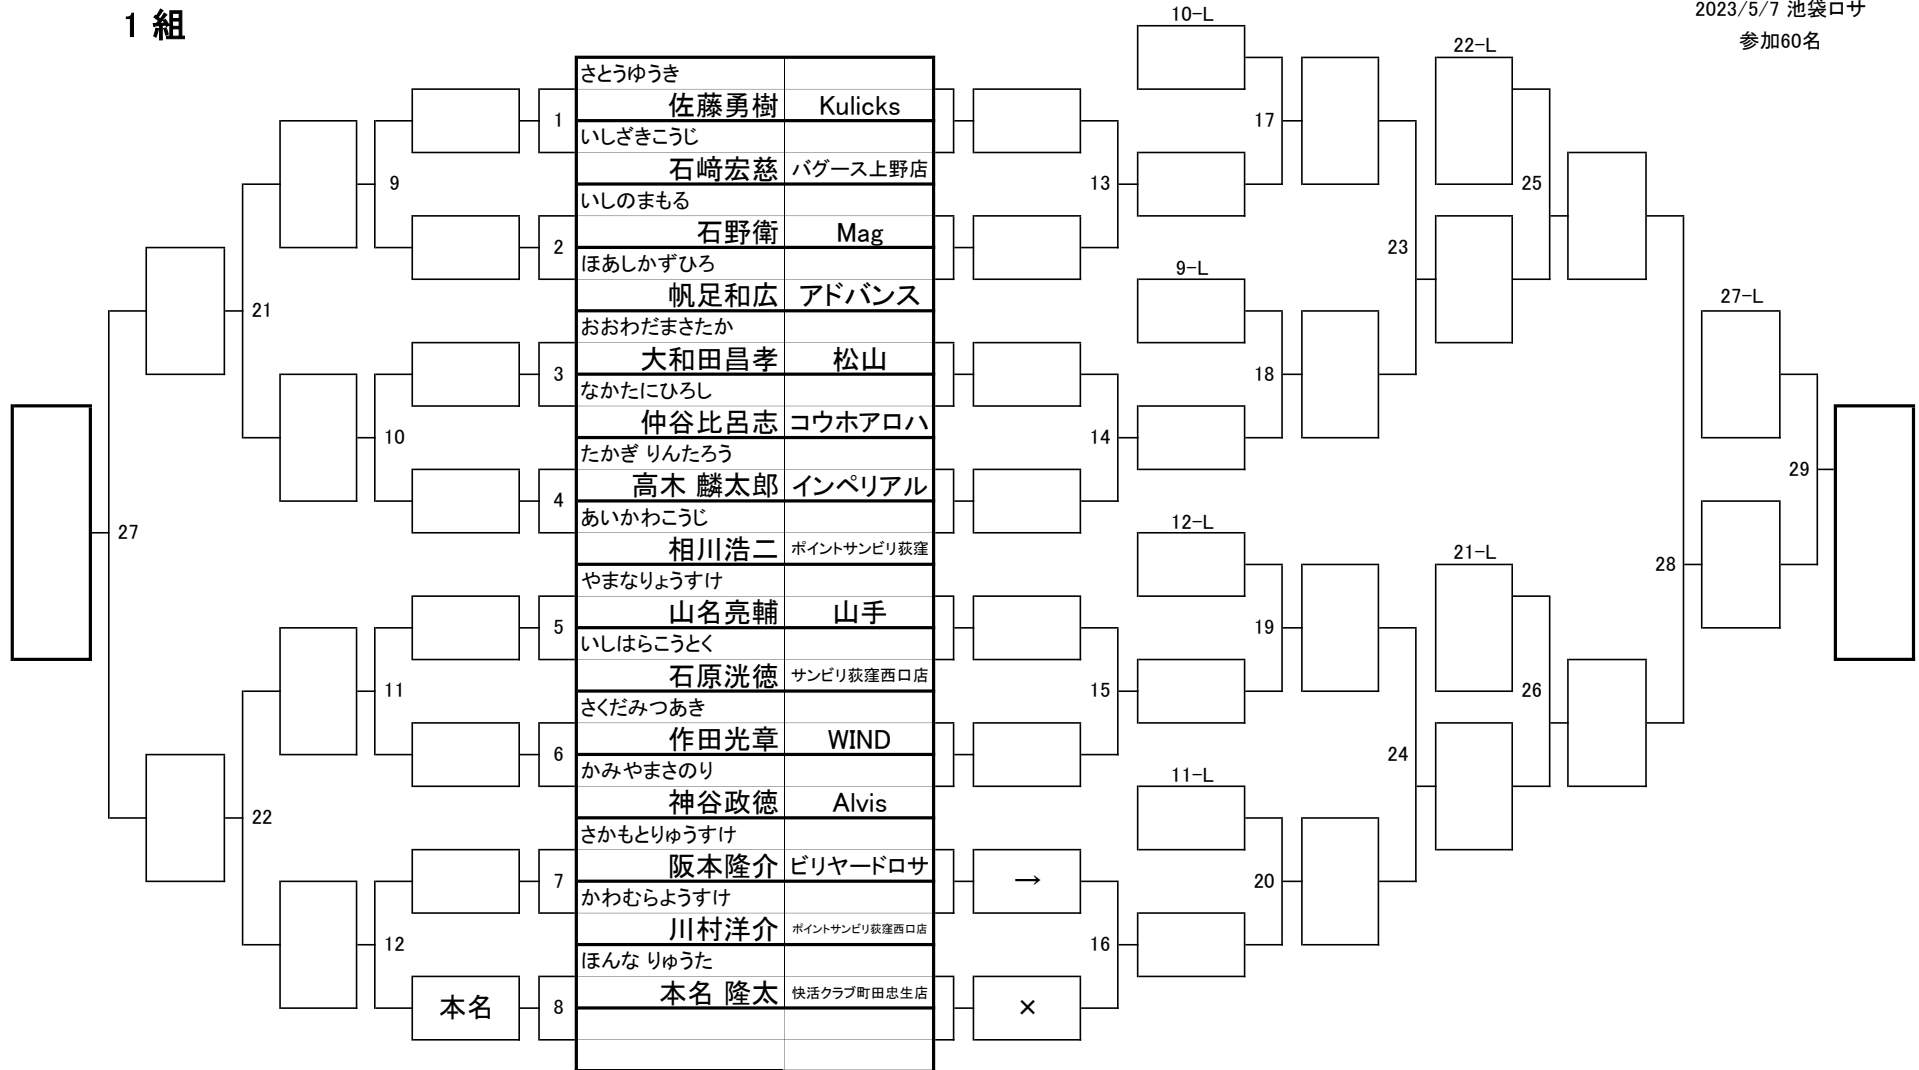 1 組
2023/5/7 池袋ロサ
参加60名
10-L
22-L
さとうゆうき
佐藤勇樹 Kulicks
1
17
いしざきこうじ
石﨑宏慈 バグース上野店
9
13
25
いしのまもる
石野衛 Mag
2
23
ほあしかずひろ
帆足和広 アドバンス
9-L
27-L
21
おおわだまさたか
大和田昌孝 松山
3
18
なかたにひろし
仲谷比呂志 コウホアロハ
10
14
たかぎ りんたろう
高木 麟太郎 インペリアル
4
29
あいかわこうじ
相川浩二 ポイントサンビリ荻窪
27
12-L
21-L
28
やまなりょうすけ
山名亮輔 山手
5
19
いしはらこうとく
石原洸徳 サンビリ荻窪西口店
11
15
26
さくだみつあき
作田光章 WIND
6
24
かみやまさのり
神谷政徳 Alvis
11-L
22
さかもとりゅうすけ
阪本隆介 ビリヤードロサ
7
→
20
かわむらようすけ
川村洋介 ポイントサンビリ荻窪西口店
12
16
ほんな りゅうた
本名 隆太 快活クラブ町田忠生店
本名
8
×